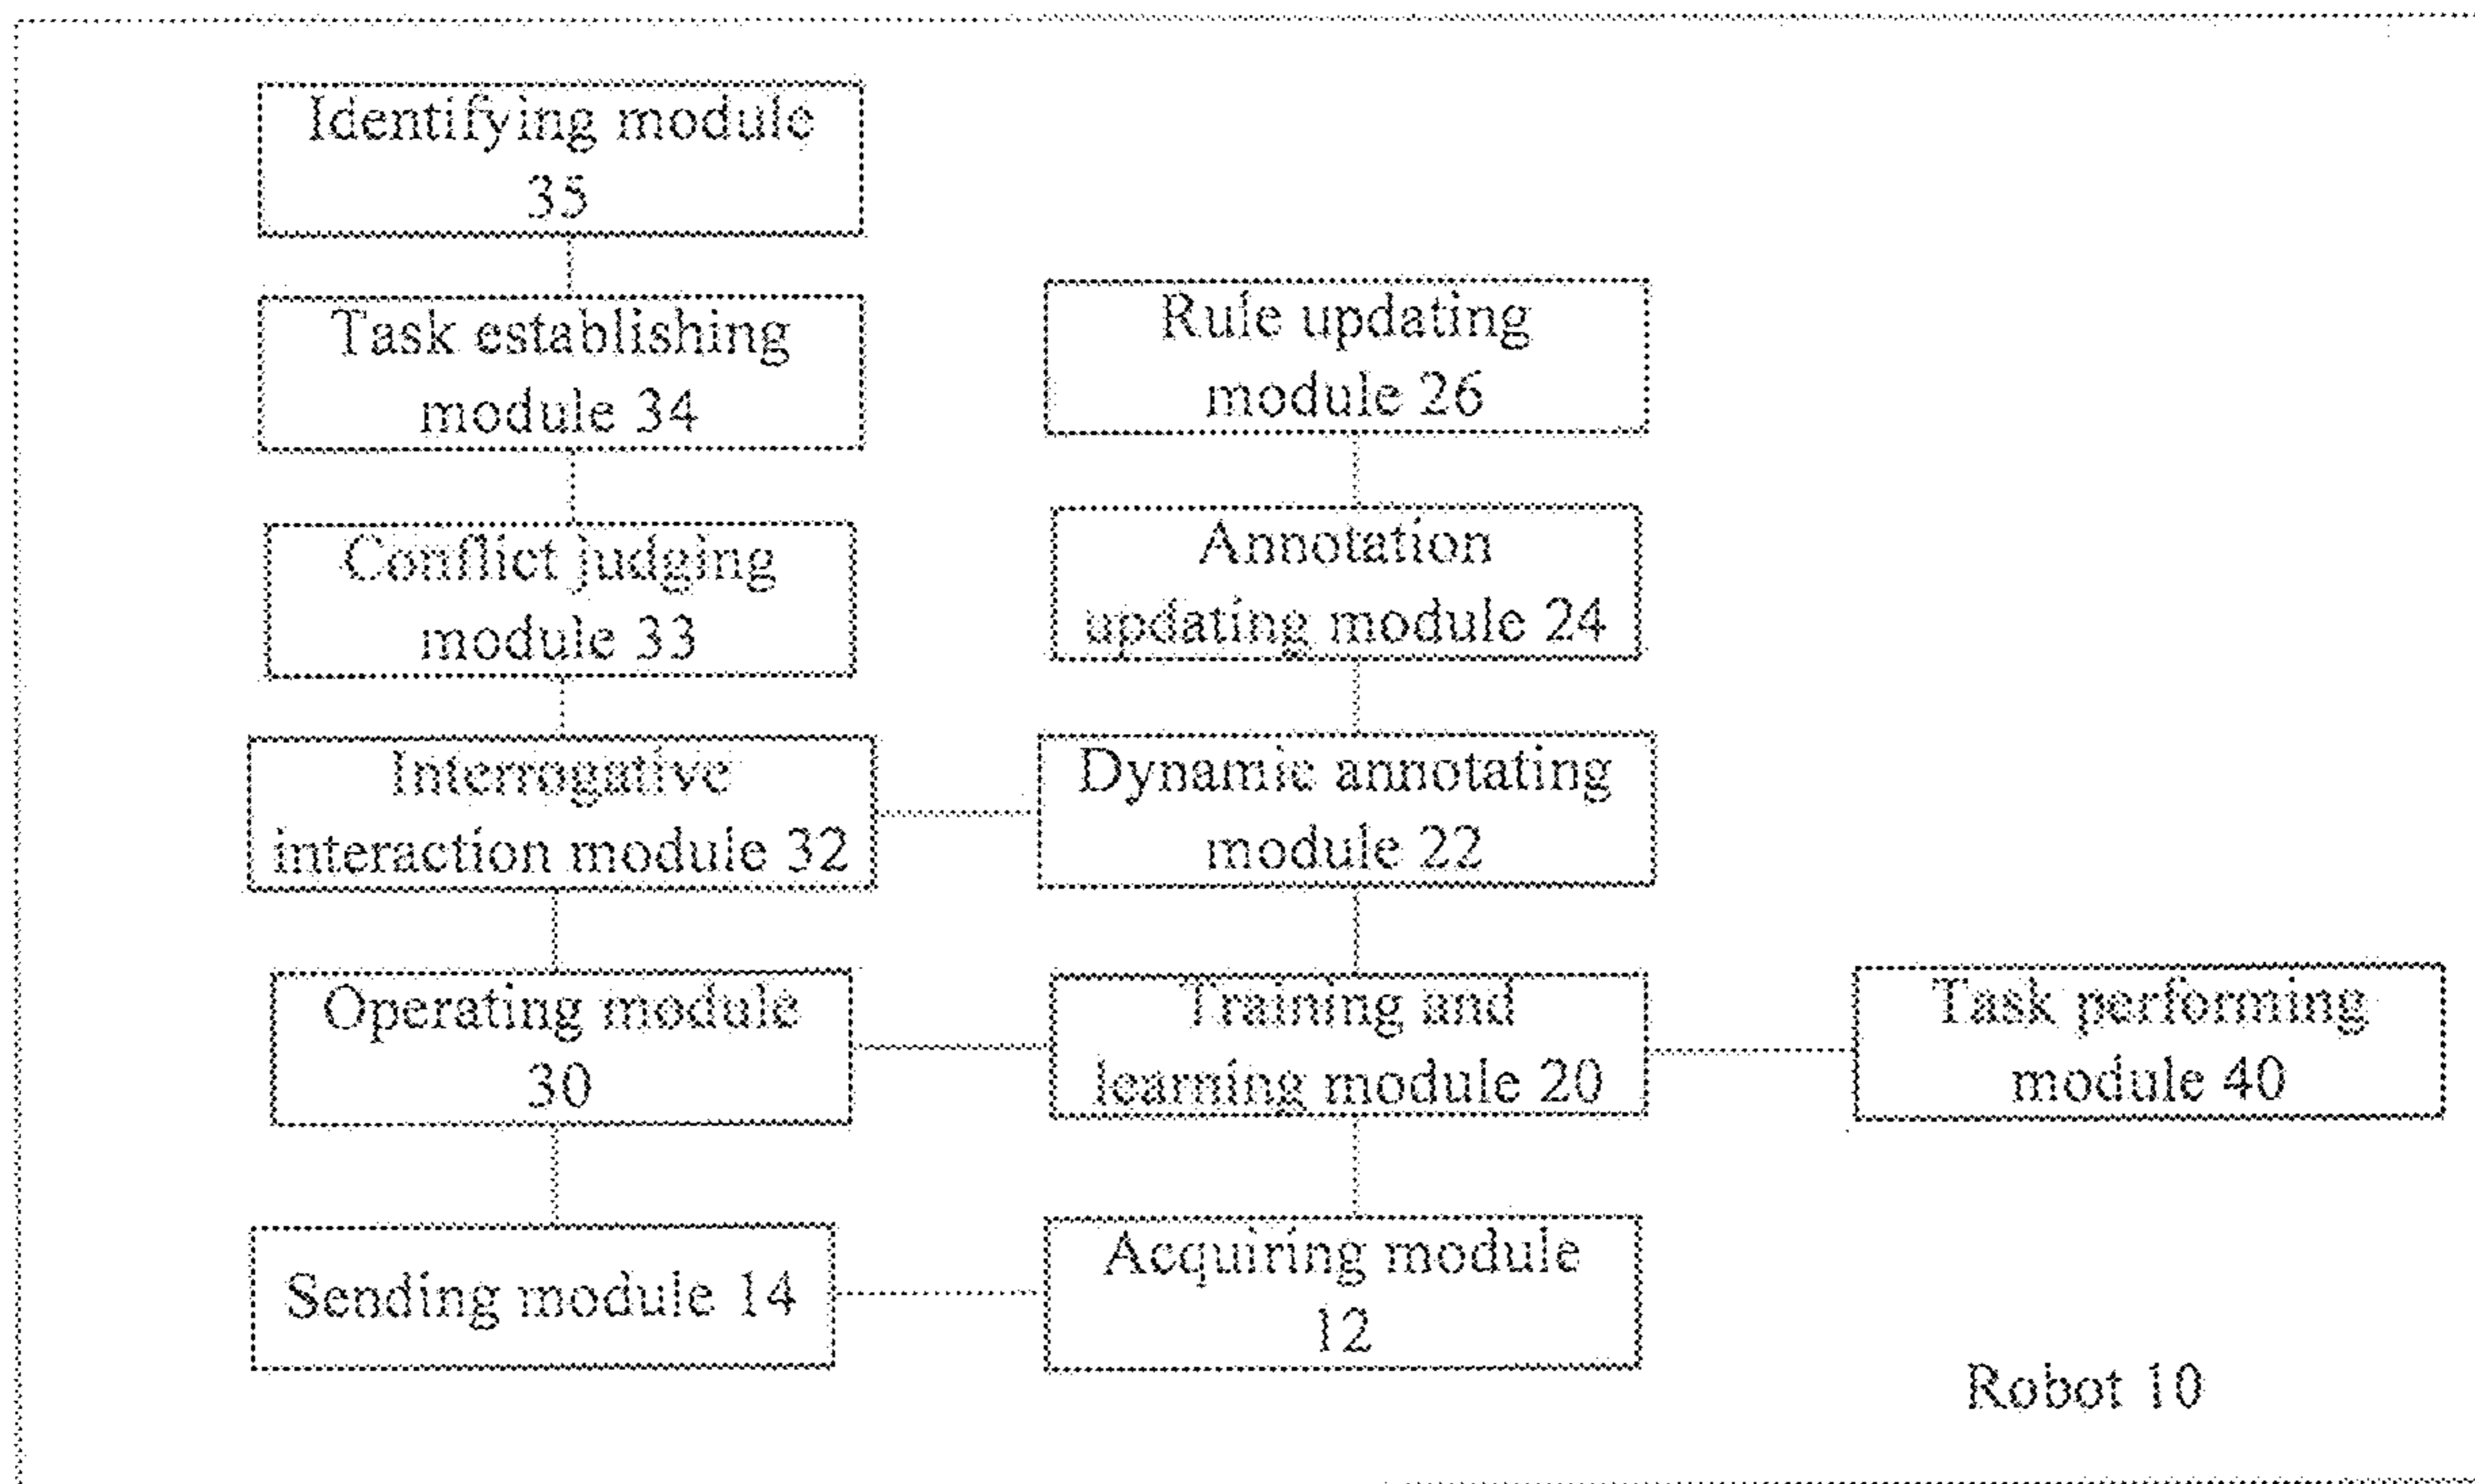 Identifying module
35
Task establishing
module 34
Conflict judging
module 33
Interrogative
interaction module 32
Operating module
30
Sending module 14
Rule updating
module 26
Annotation
updating module 24
Dynamic annotating
module 22
Training and
learning module 20
Acquiring module
12
Task performing
module 40
Robot 10